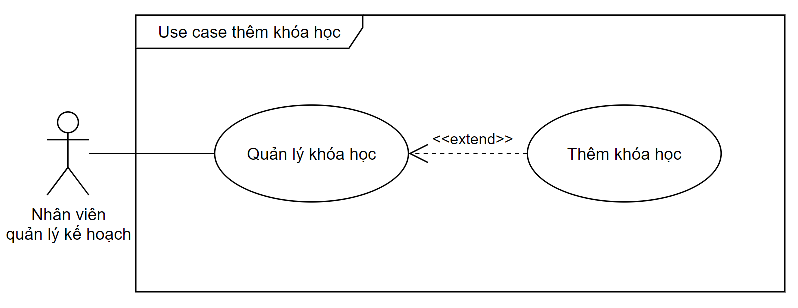 Use case thêm khóa học
Quản lý khóa học
<<extend>>
Thêm khóa học
Nhân viên
quản lý kế hoạch